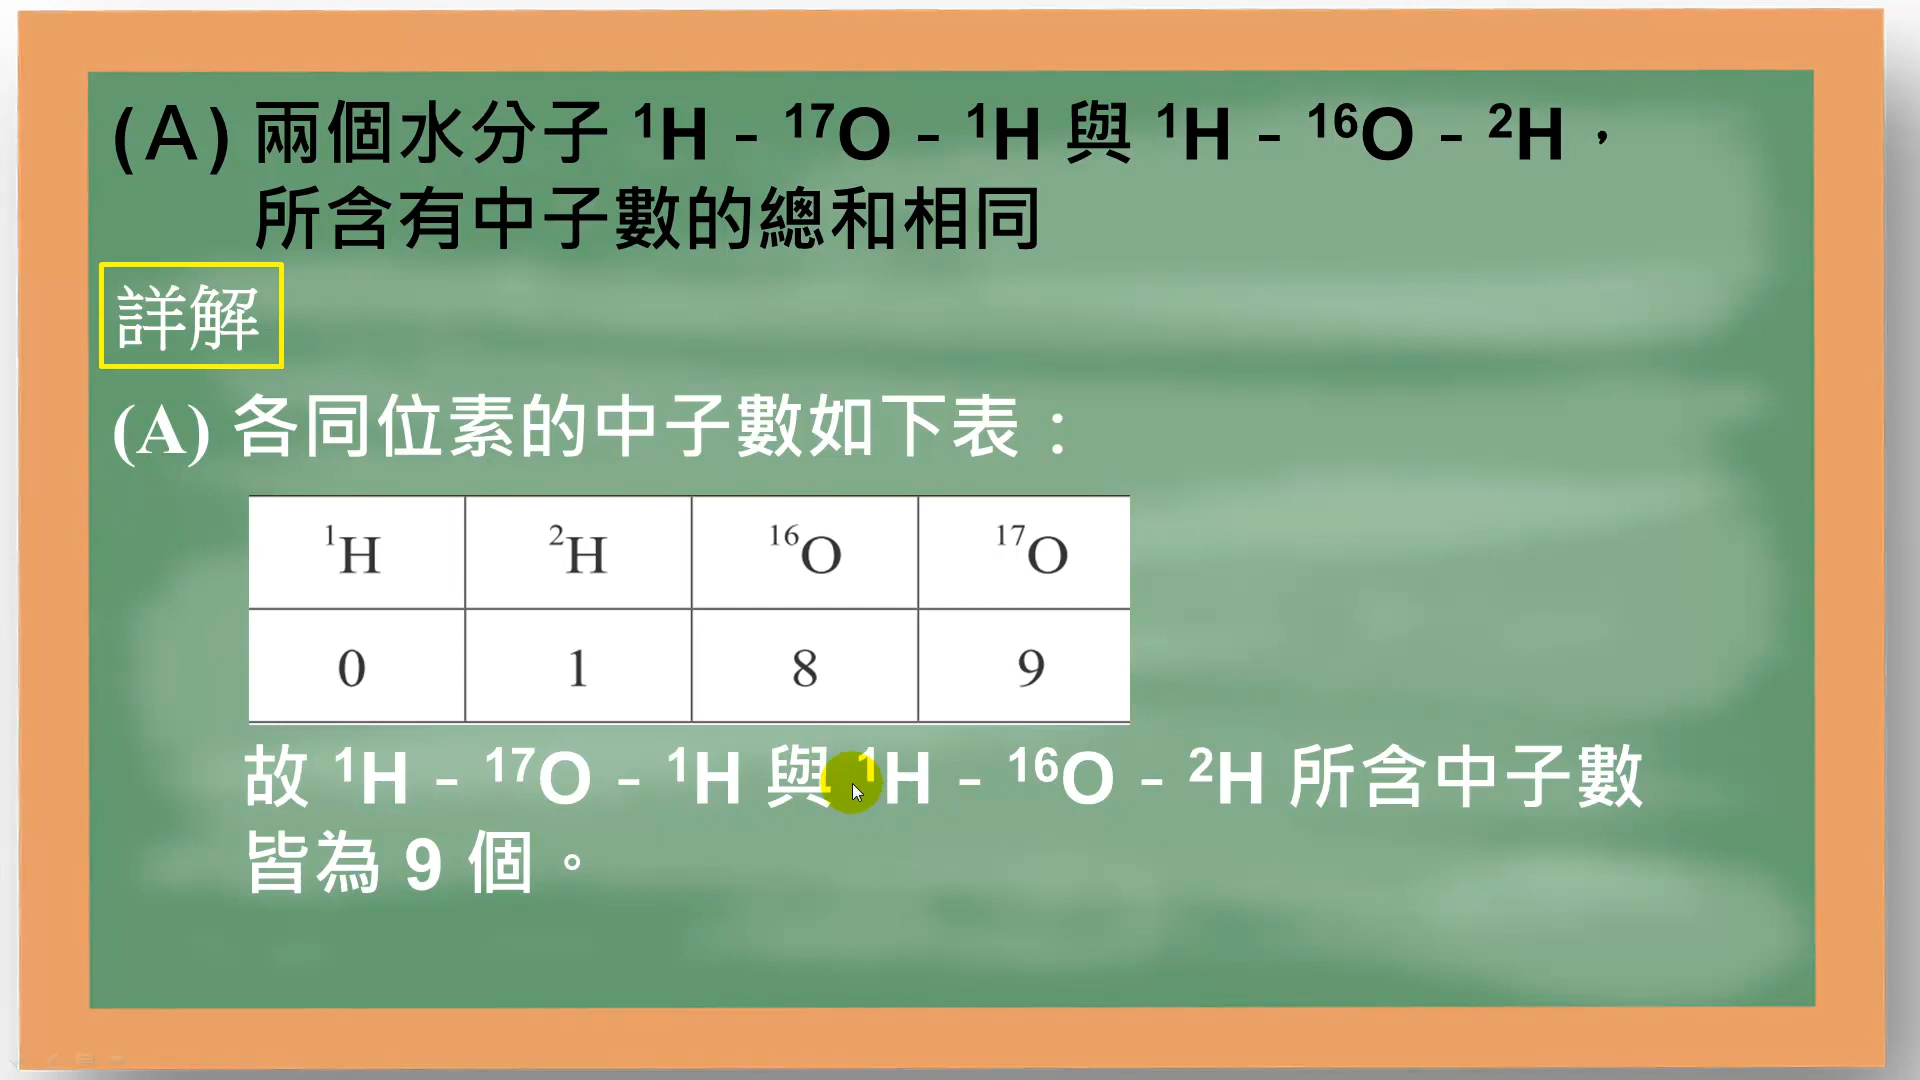 (A) 兩個水分子 ¹H – ¹⁷O – ¹H 與 ¹H – ¹⁶O – ²H，
所含有中子數的總和相同
詳解
(A) 各同位素的中子數如下表：
¹H ²H ¹⁶O ¹⁷O
0 1 8 9
故 ¹H – ¹⁷O – ¹H 與 ¹H – ¹⁶O – ²H 所含中子數
皆為 9 個。